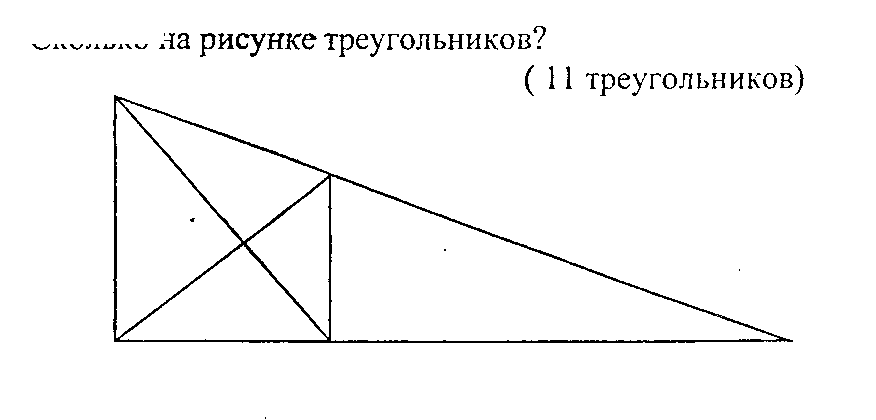 на рисунке треугольников?
( 11 треугольников)